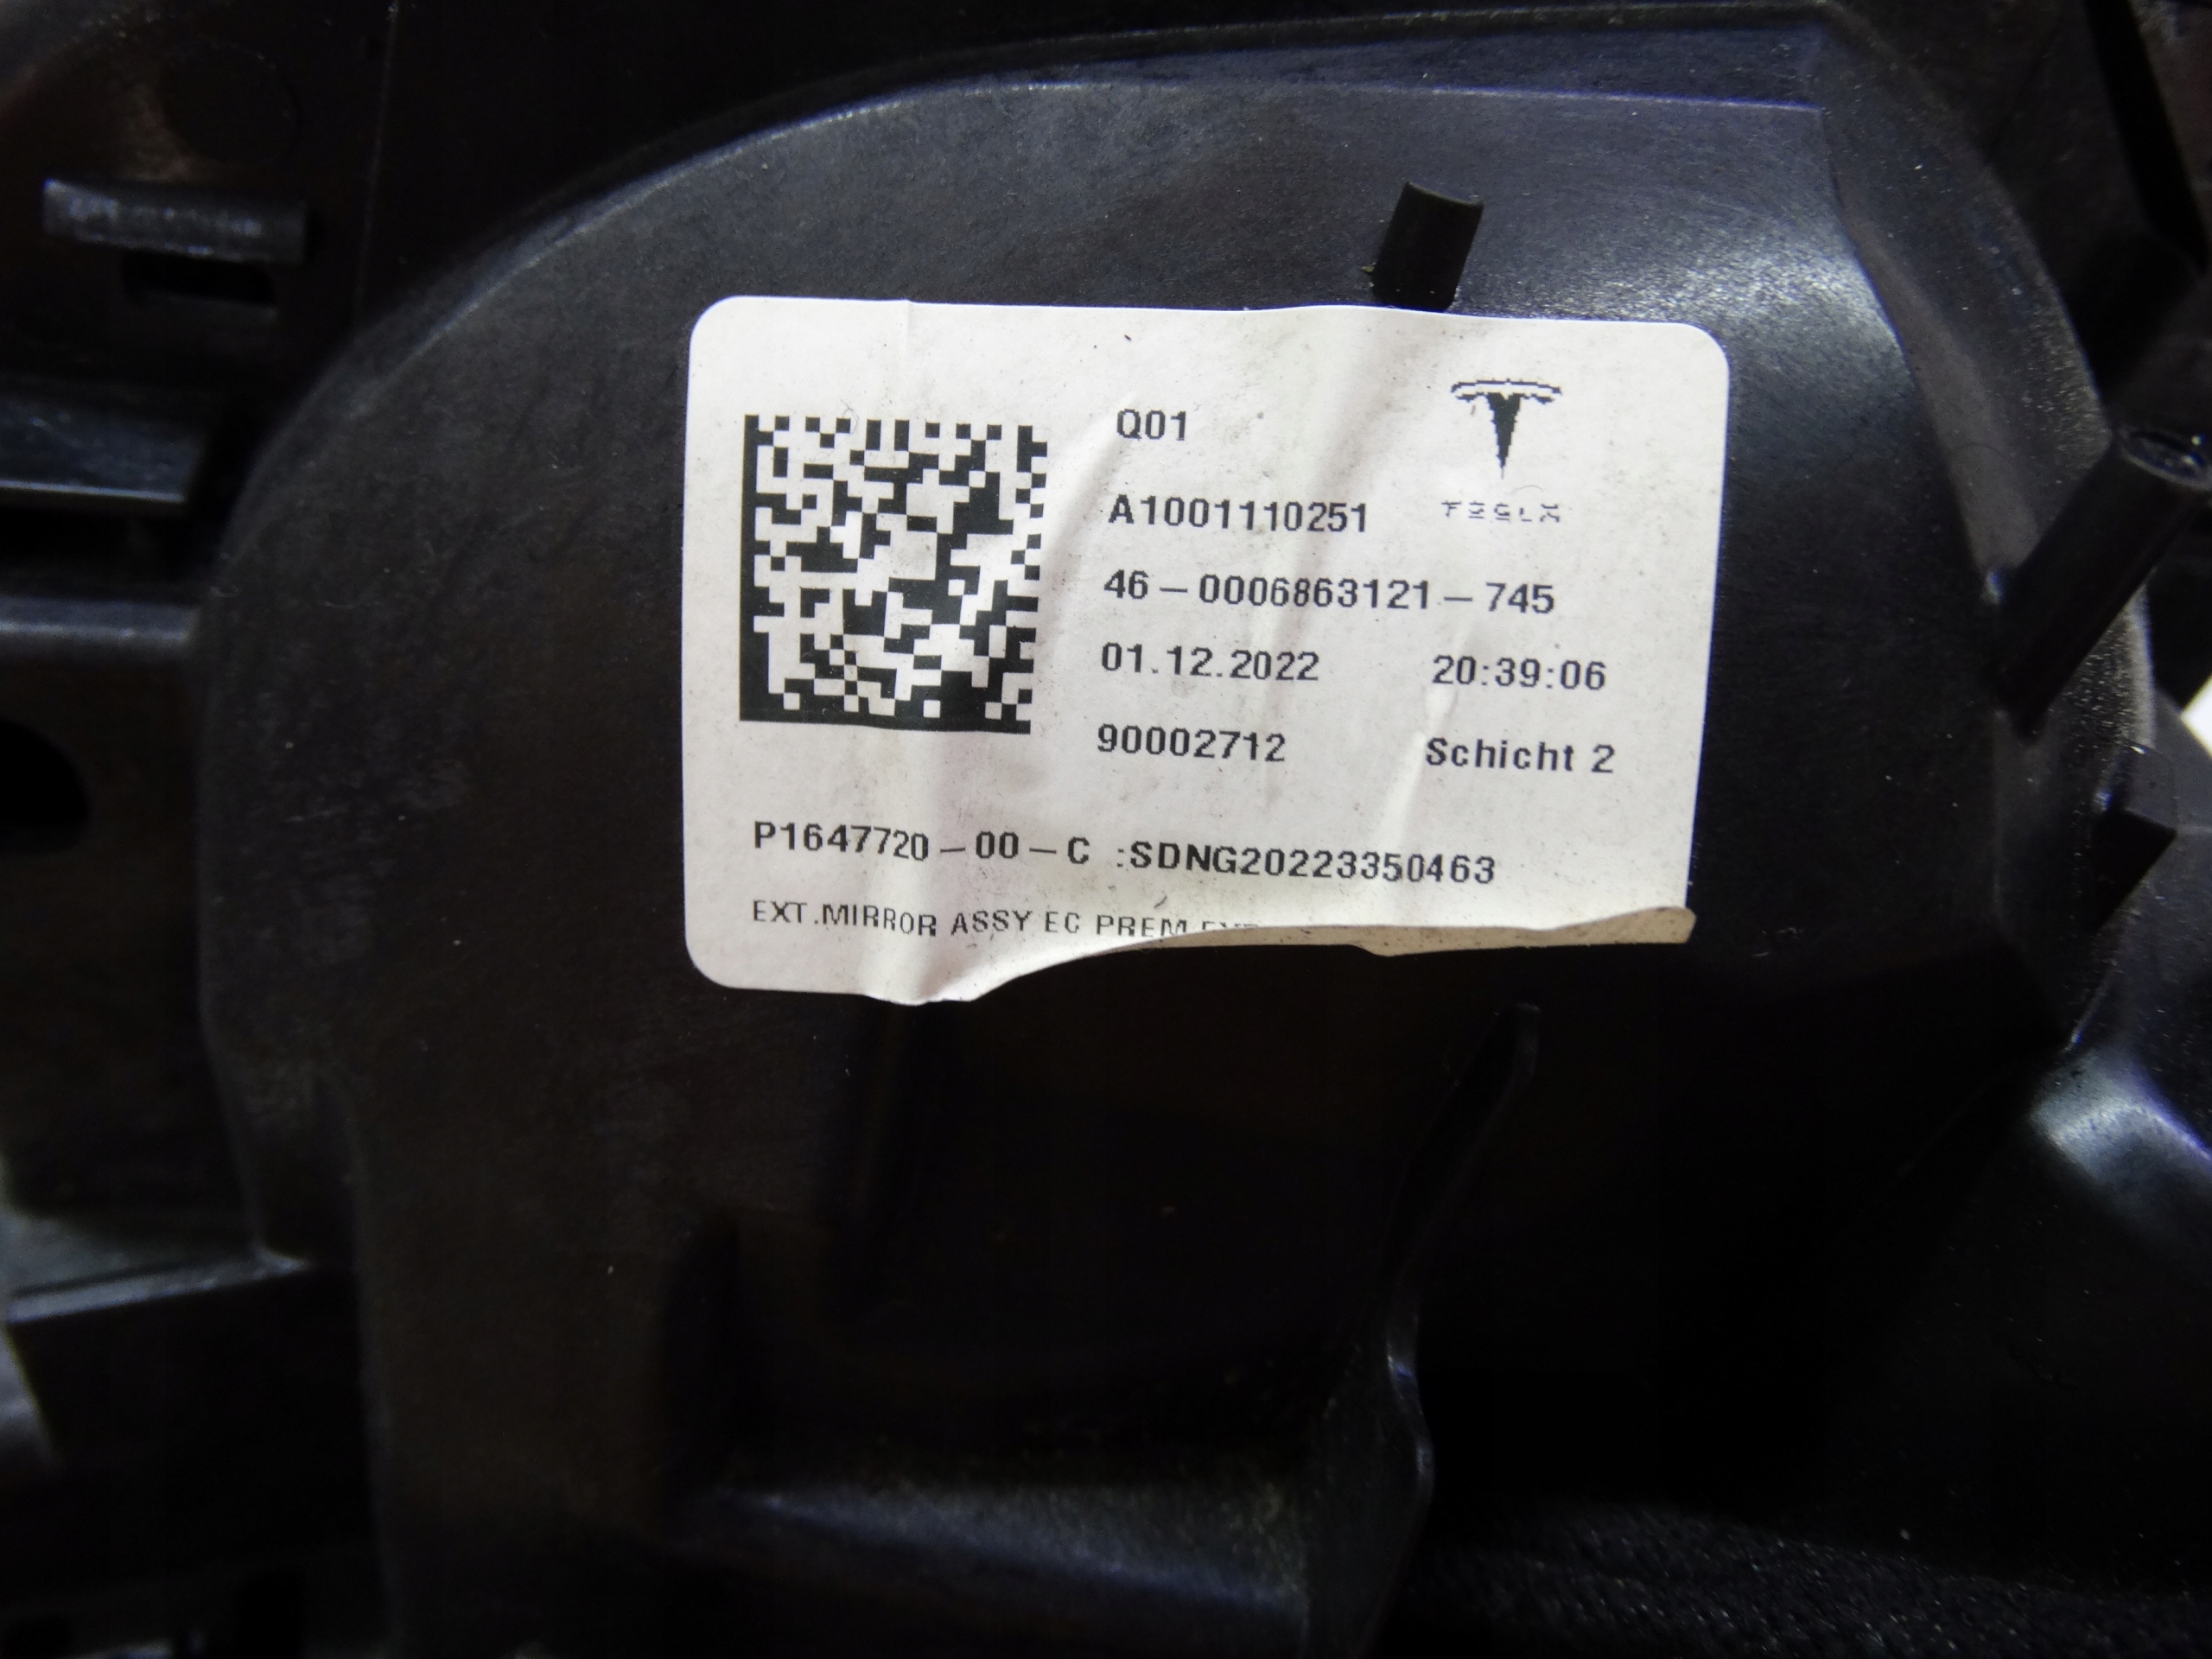 Q01
TESLA
A1001110251
46-0006863121-745
01.12.2022 20:39:06
90002712 Schicht 2
P1647720-00-C :SDNG20223350463
EXT.MIRROR ASSY EC PREM